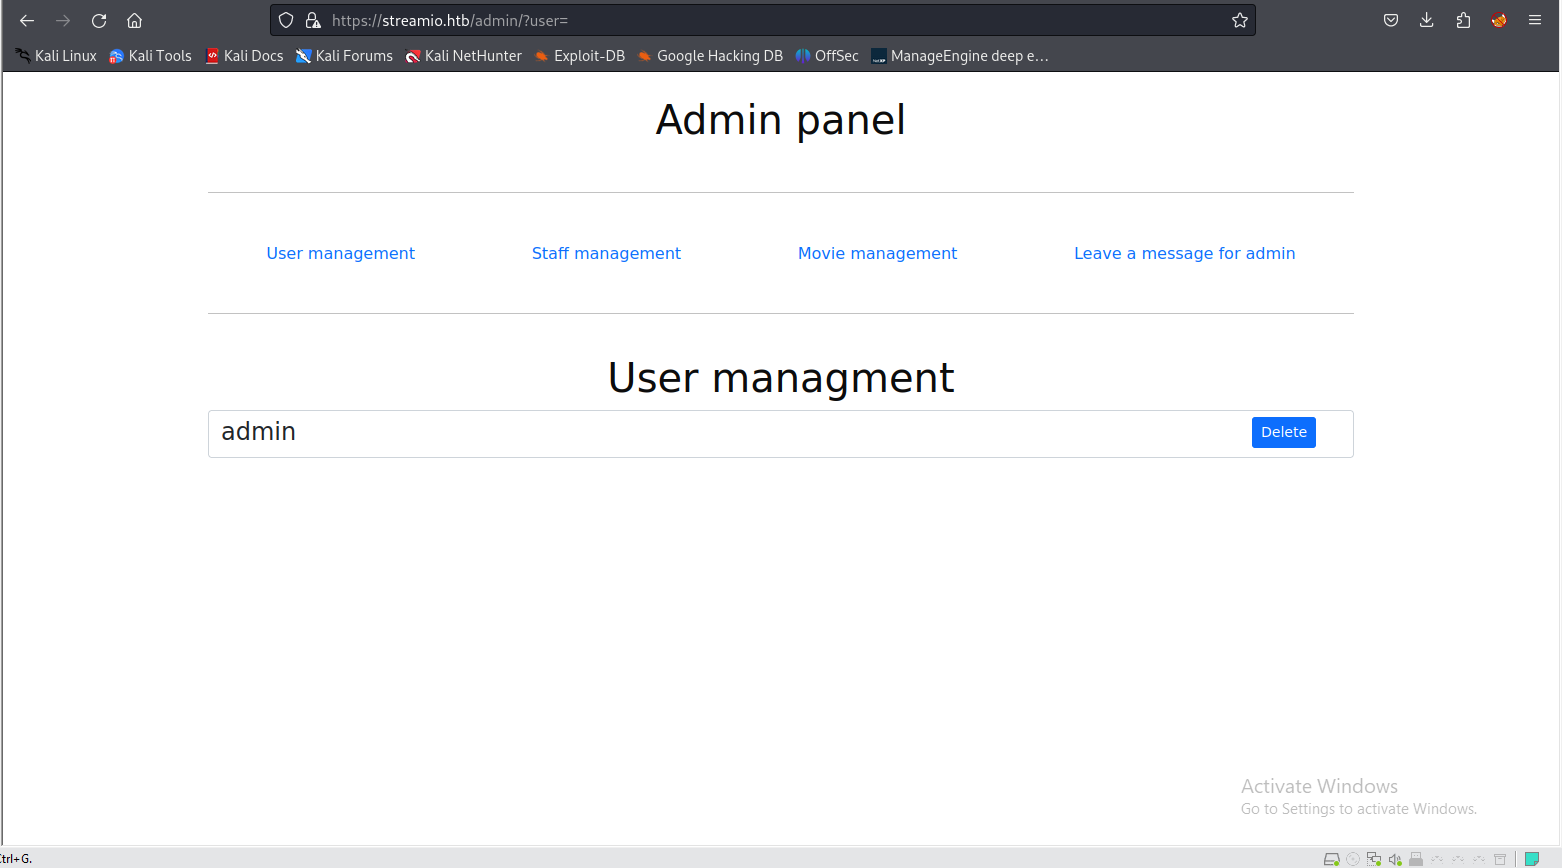 https://streamio.htb/admin/?user=
Kali Linux Kali Tools Kali Docs Kali Forums Kali NetHunter Exploit-DB Google Hacking DB OffSec ManageEngine deep e…
Admin panel
User management Staff management Movie management Leave a message for admin
User managment
admin Delete
Activate Windows
Go to Settings to activate Windows.
trl+G.